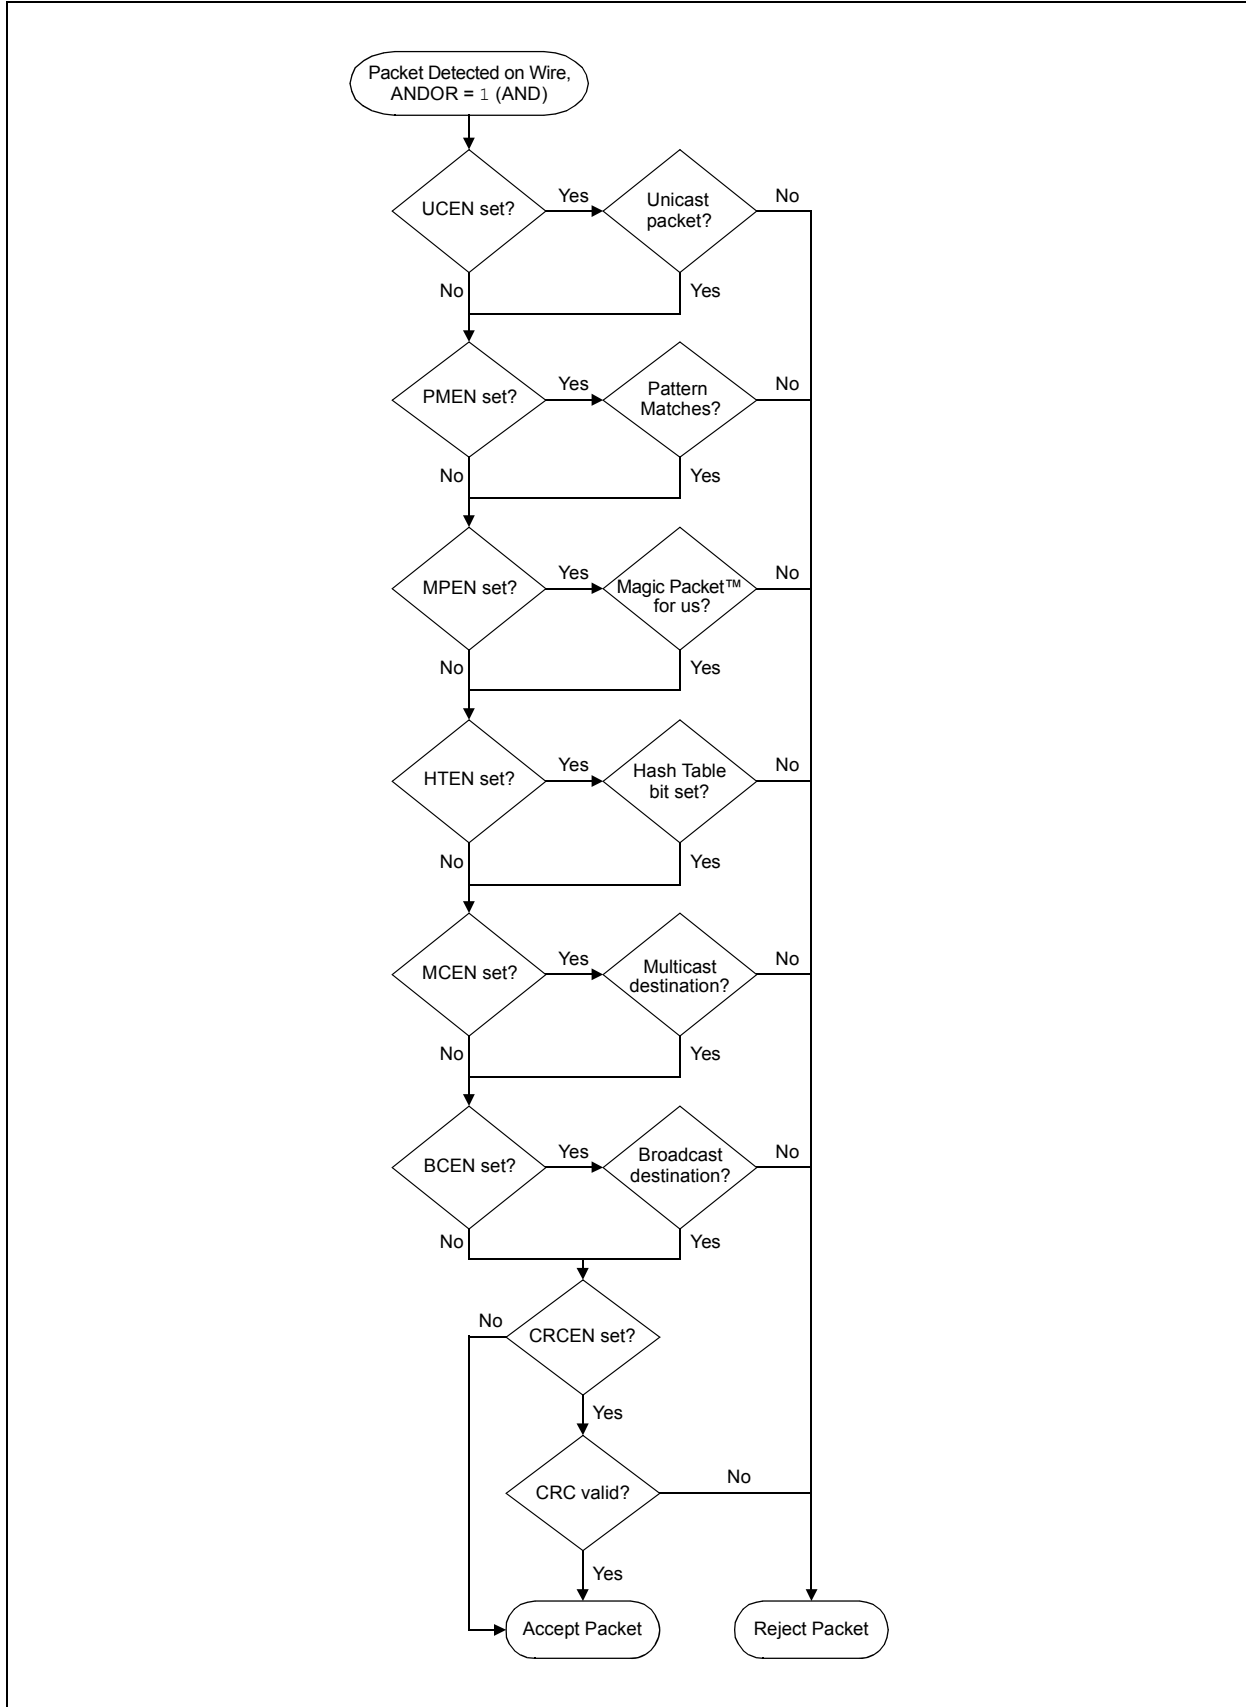 Packet Detected on Wire,
ANDOR = 1 (AND)
UCEN set?
Yes
Unicast
packet?
No
No
Yes
PMEN set?
Yes
Pattern
Matches?
No
No
Yes
MPEN set?
Yes
Magic Packet™
for us?
No
No
Yes
HTEN set?
Yes
Hash Table
bit set?
No
No
Yes
MCEN set?
Yes
Multicast
destination?
No
No
Yes
BCEN set?
Yes
Broadcast
destination?
No
No
Yes
No
CRCEN set?
Yes
CRC valid?
No
Yes
Accept Packet
Reject Packet